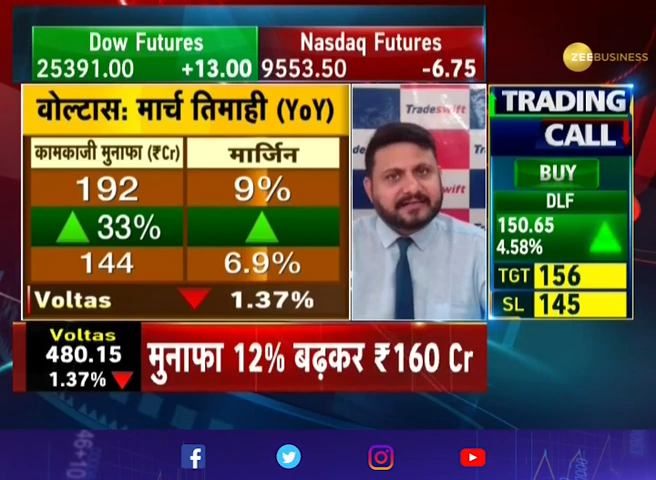 Dow Futures
25391.00 +13.00
Nasdaq Futures
9553.50 -6.75
ZEE BUSINESS
वोल्टास: मार्च तिमाही (YoY)
कामकाजी मुनाफा (₹Cr) मार्जिन
192 9%
33%
144 6.9%
Voltas 1.37%
Tradeswift
TRADING
CALL
BUY
DLF
150.65
4.58%
TGT 156
SL 145
Voltas
480.15
1.37%
मुनाफा 12% बढ़कर ₹160 Cr